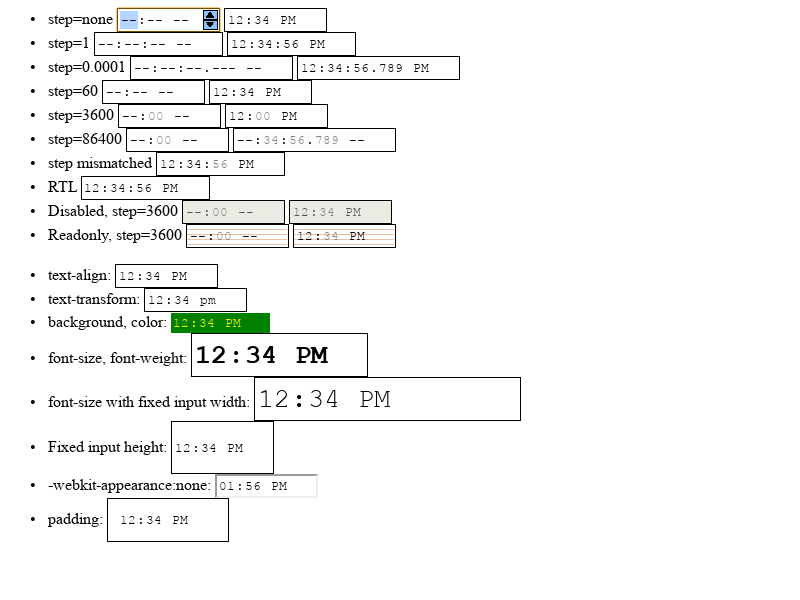 • step=none --:-- -- 12:34 PM
• step=1 --:--:-- -- 12:34:56 PM
• step=0.0001 --:--:--.--- -- 12:34:56.789 PM
• step=60 --:-- -- 12:34 PM
• step=3600 --:00 -- 12:00 PM
• step=86400 --:00 -- --:34:56.789 --
• step mismatched 12:34:56 PM
• RTL 12:34:56 PM
• Disabled, step=3600 --:00 -- 12:34 PM
• Readonly, step=3600 --:00 -- 12:34 PM
• text-align: 12:34 PM
• text-transform: 12:34 pm
• background, color: 12:34 PM
• font-size, font-weight: 12:34 PM
• font-size with fixed input width: 12:34 PM
• Fixed input height: 12:34 PM
• -webkit-appearance:none: 01:56 PM
• padding: 12:34 PM